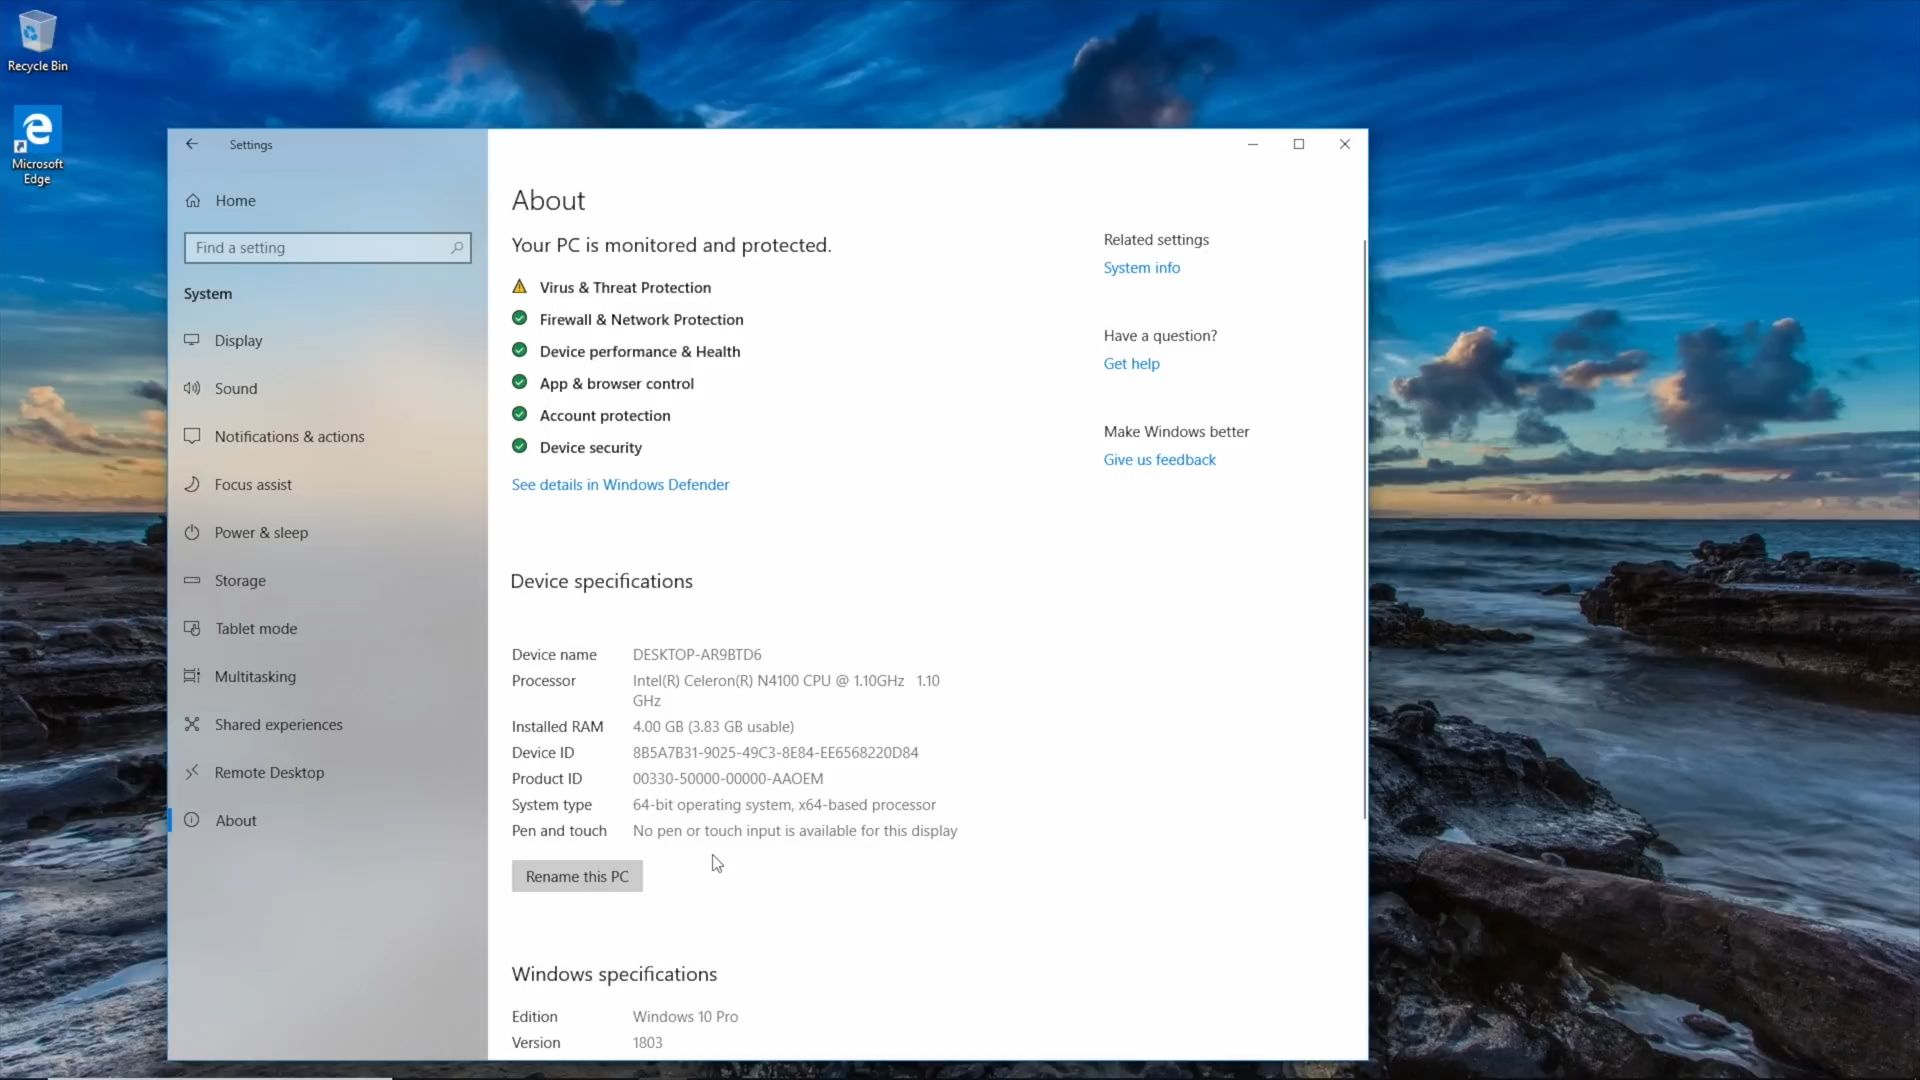 Recycle Bin
Microsoft
Edge
Settings
Home
Find a setting
System
Display
Sound
Notifications & actions
Focus assist
Power & sleep
Storage
Tablet mode
Multitasking
Shared experiences
Remote Desktop
About
About
Your PC is monitored and protected.
Virus & Threat Protection
Firewall & Network Protection
Device performance & Health
App & browser control
Account protection
Device security
See details in Windows Defender
Device specifications
Device name DESKTOP-AR9BTD6
Processor Intel(R) Celeron(R) N4100 CPU @ 1.10GHz 1.10
GHz
Installed RAM 4.00 GB (3.83 GB usable)
Device ID 8B5A7B31-9025-49C3-8E84-EE6568220D84
Product ID 00330-50000-00000-AAOEM
System type 64-bit operating system, x64-based processor
Pen and touch No pen or touch input is available for this display
Rename this PC
Windows specifications
Edition Windows 10 Pro
Version 1803
Related settings
System info
Have a question?
Get help
Make Windows better
Give us feedback